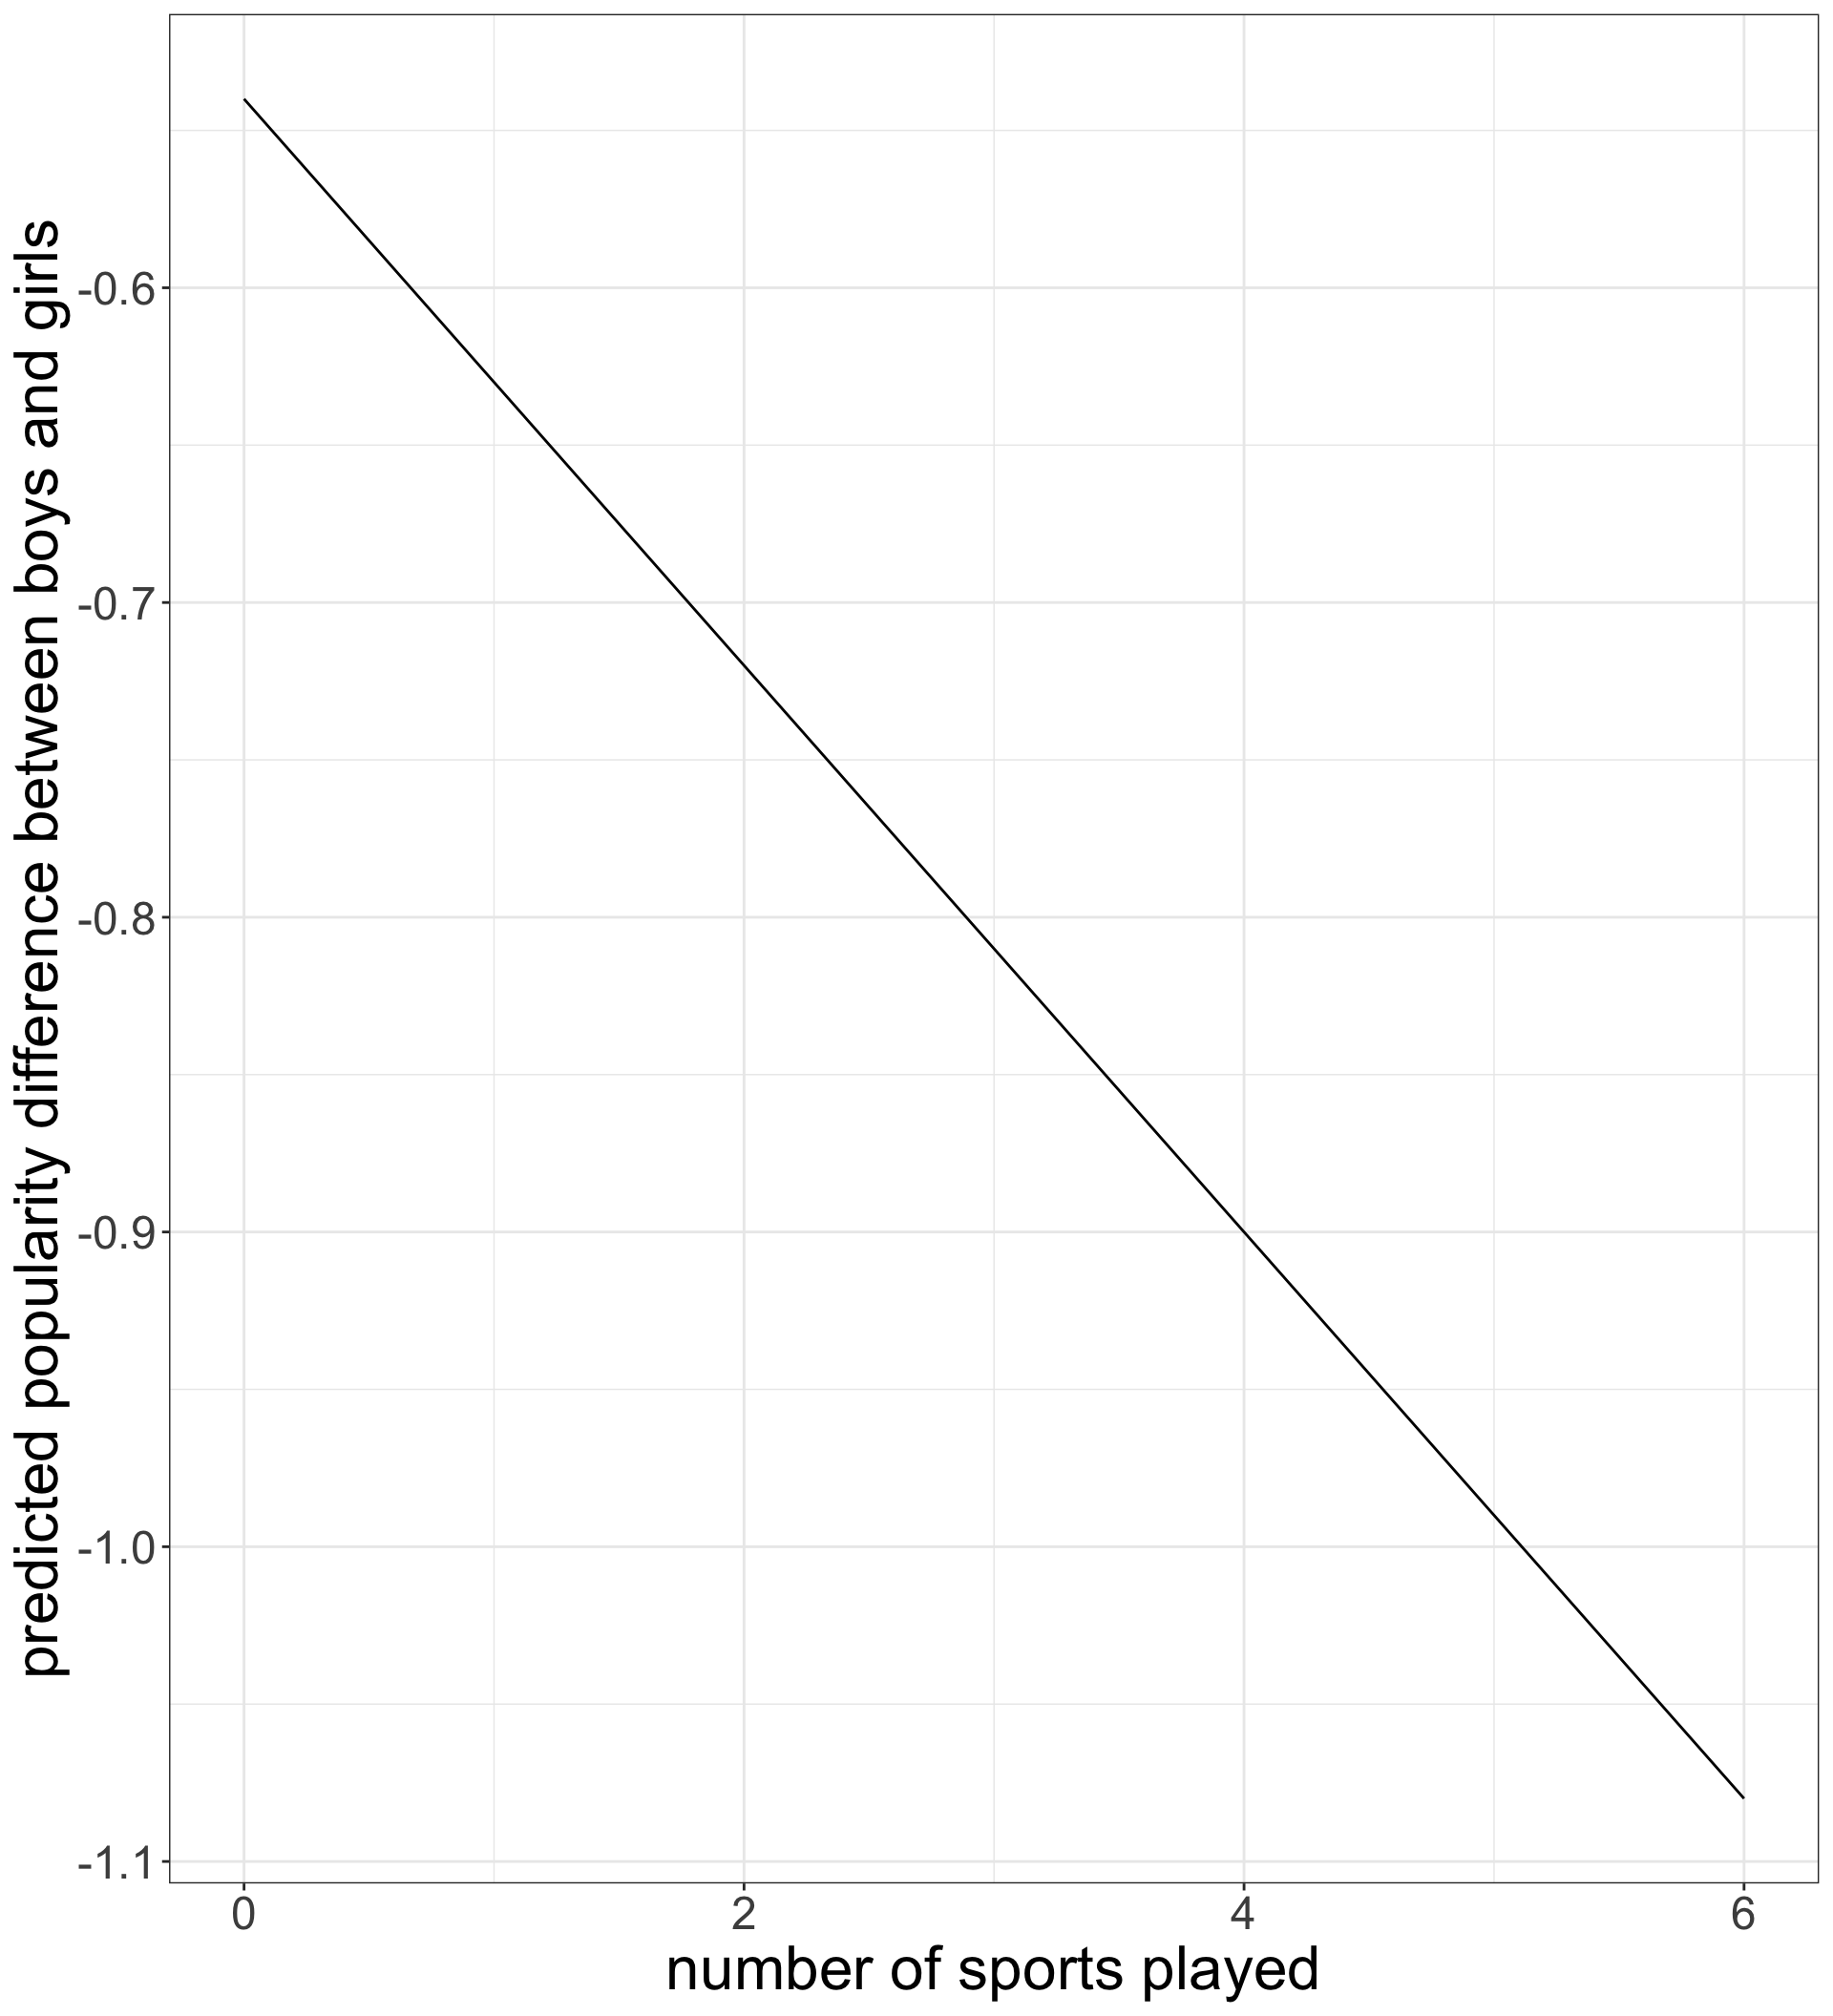 predicted popularity difference between boys and girls
-0.6
-0.7
-0.8
-0.9
-1.0
-1.1
0 2 4 6
number of sports played